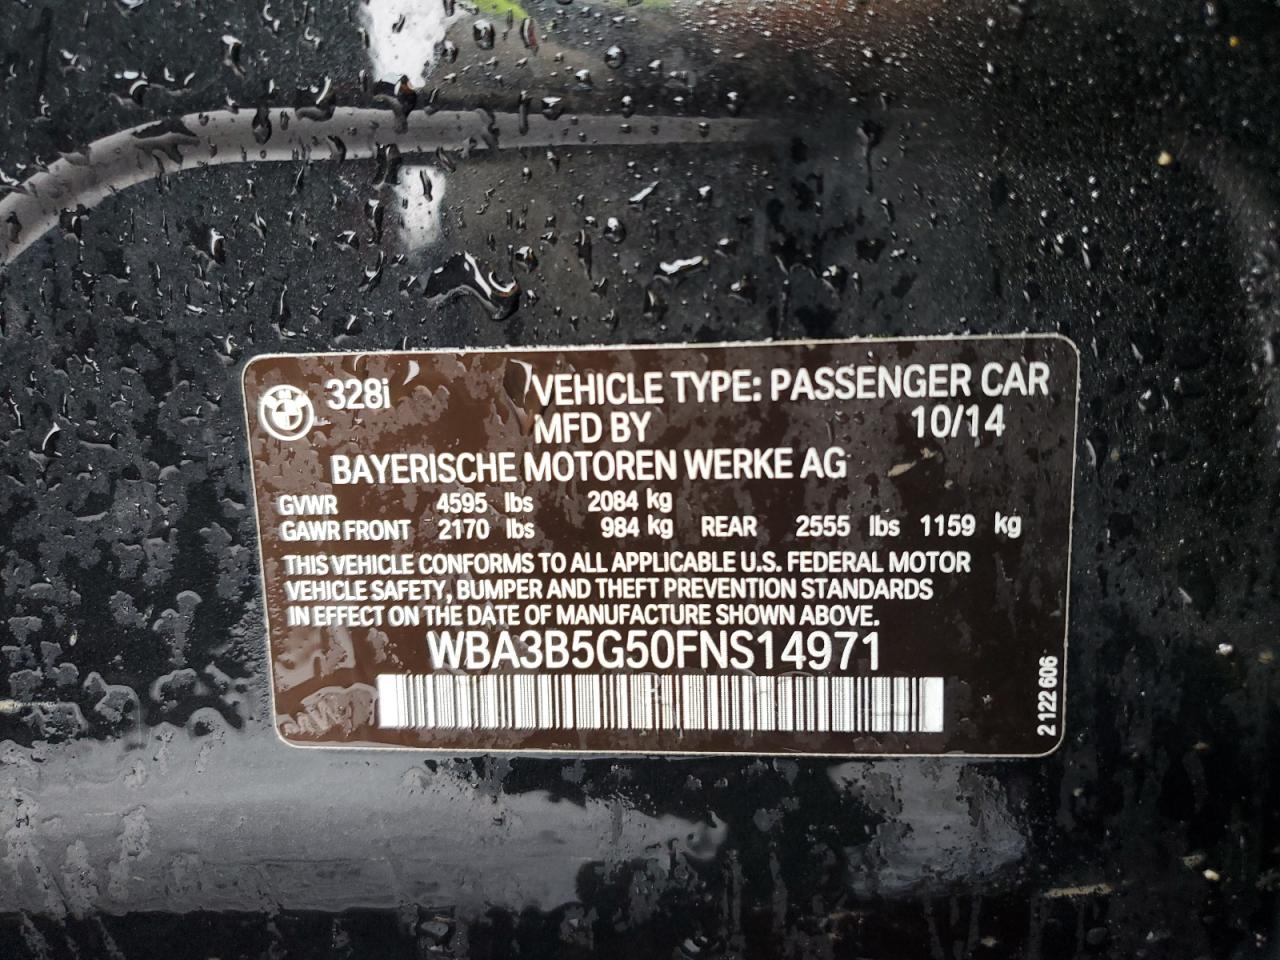 328i VEHICLE TYPE: PASSENGER CAR
MFD BY 10/14
BAYERISCHE MOTOREN WERKE AG
GVWR 4595 lbs 2084 kg
GAWR FRONT 2170 lbs 984 kg REAR 2555 lbs 1159 kg
THIS VEHICLE CONFORMS TO ALL APPLICABLE U.S. FEDERAL MOTOR
VEHICLE SAFETY, BUMPER AND THEFT PREVENTION STANDARDS
IN EFFECT ON THE DATE OF MANUFACTURE SHOWN ABOVE.
WBA3B5G50FNS14971
2 122 606